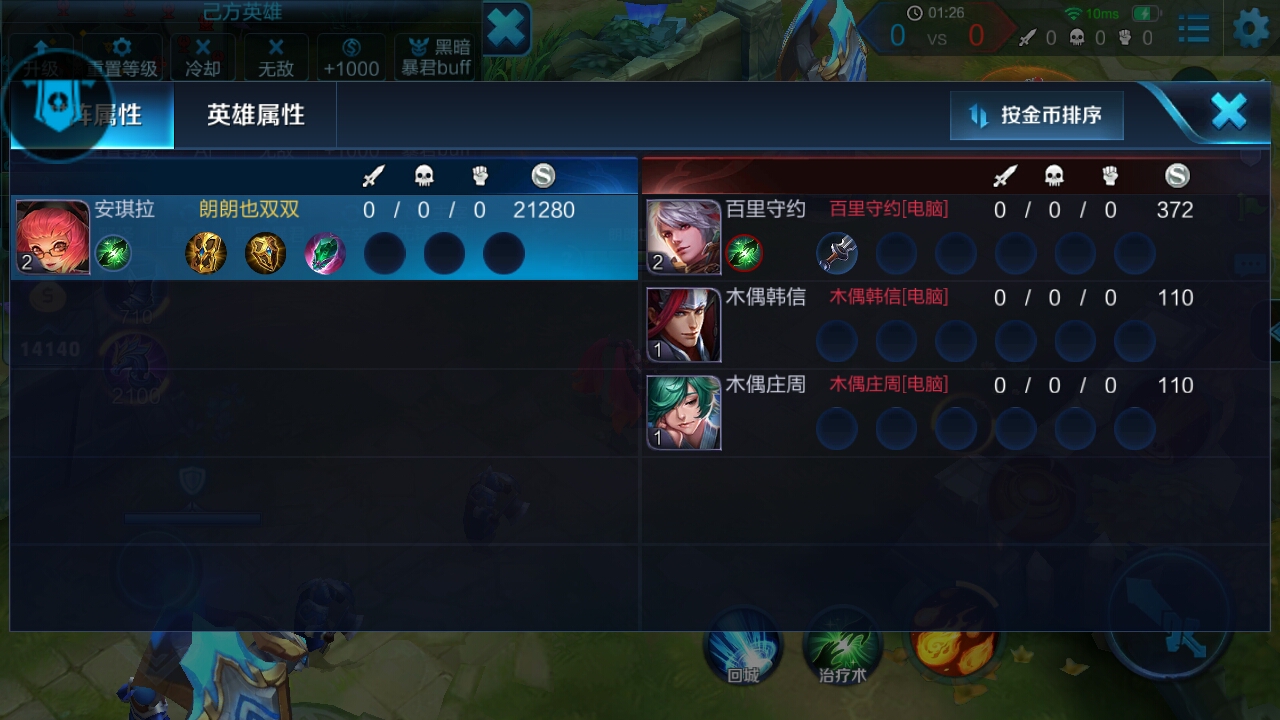 己方英雄
升级 重置等级 冷却 无敌 +1000 黑暗暴君buff
01:26 10ms
0 VS 0 0 0 0
阵属性 英雄属性 按金币排序
安琪拉 朗朗也双双 0 / 0 / 0 21280
2
百里守约 百里守约[电脑] 0 / 0 / 0 372
2
木偶韩信 木偶韩信[电脑] 0 / 0 / 0 110
1
木偶庄周 木偶庄周[电脑] 0 / 0 / 0 110
1
710
14140
2100
回城 治疗术